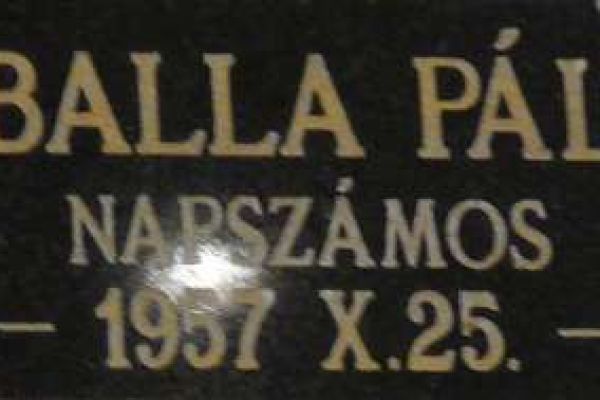 BALLA PÁL
NAPSZÁMOS
— 1957 X.25. —